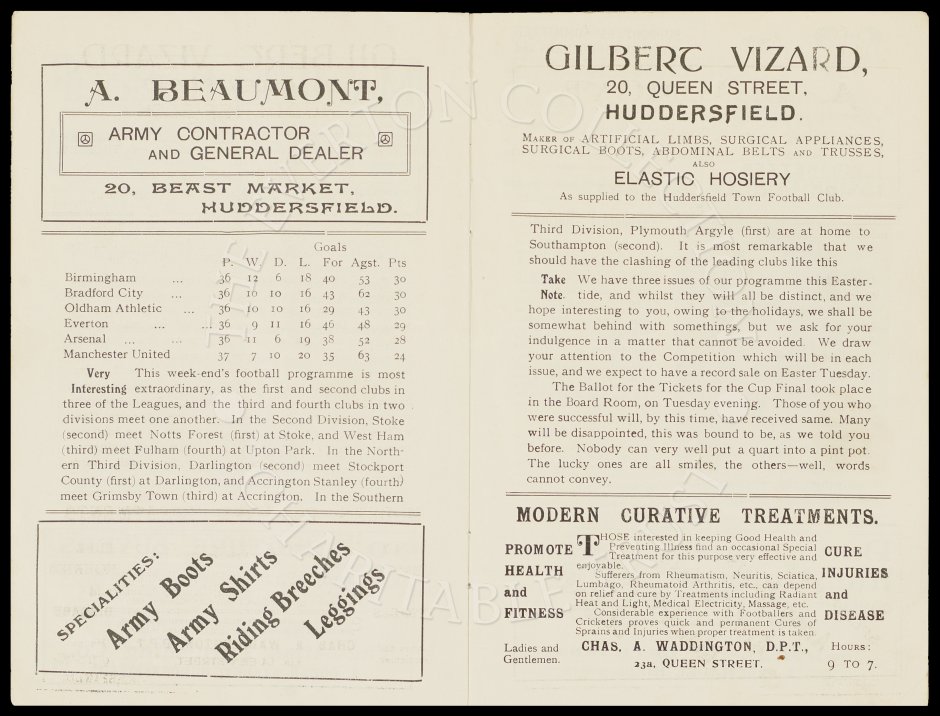 A. BEAUMONT,
ARMY CONTRACTOR
AND GENERAL DEALER
20, BEAST MARKET,
HUDDERSFIELD.
Goals
P. W. D. L. For Agst. Pts
Birmingham ... 36 12 6 18 40 53 30
Bradford City ... 36 10 10 16 43 62 30
Oldham Athletic ... 36 10 10 16 29 43 30
Everton ... ... 36 9 11 16 46 48 29
Arsenal ... ... 36 11 6 19 38 52 28
Manchester United 37 7 10 20 35 63 24
Very This week-end's football programme is most
Interesting extraordinary, as the first and second clubs in
three of the Leagues, and the third and fourth clubs in two
divisions meet one another. In the Second Division, Stoke
(second) meet Notts Forest (first) at Stoke, and West Ham
(third) meet Fulham (fourth) at Upton Park. In the North-
ern Third Division, Darlington (second) meet Stockport
County (first) at Darlington, and Accrington Stanley (fourth)
meet Grimsby Town (third) at Accrington. In the Southern
SPECIALITIES:
Army Boots
Army Shirts
Riding Breeches
Leggings
GILBERT VIZARD,
20, QUEEN STREET,
HUDDERSFIELD.
MAKER OF ARTIFICIAL LIMBS, SURGICAL APPLIANCES,
SURGICAL BOOTS, ABDOMINAL BELTS AND TRUSSES,
ALSO
ELASTIC HOSIERY
As supplied to the Huddersfield Town Football Club.
Third Division, Plymouth Argyle (first) are at home to
Southampton (second). It is most remarkable that we
should have the clashing of the leading clubs like this
Take We have three issues of our programme this Easter-
Note. tide, and whilst they will all be distinct, and we
hope interesting to you, owing to the holidays, we shall be
somewhat behind with somethings, but we ask for your
indulgence in a matter that cannot be avoided. We draw
your attention to the Competition which will be in each
issue, and we expect to have a record sale on Easter Tuesday.
The Ballot for the Tickets for the Cup Final took place
in the Board Room, on Tuesday evening. Those of you who
were successful will, by this time, have received same. Many
will be disappointed, this was bound to be, as we told you
before. Nobody can very well put a quart into a pint pot.
The lucky ones are all smiles, the others—well, words
cannot convey.
MODERN CURATIVE TREATMENTS.
PROMOTE
HEALTH
and
FITNESS
THOSE interested in keeping Good Health and
Preventing Illness find an occasional Special
Treatment for this purpose very effective and
enjoyable.
Sufferers from Rheumatism, Neuritis, Sciatica,
Lumbago, Rheumatoid Arthritis, etc., can depend
on relief and cure by Treatments including Radiant
Heat and Light, Medical Electricity, Massage, etc.
Considerable experience with Footballers and
Cricketers proves quick and permanent Cures of
Sprains and Injuries when proper treatment is taken.
CURE
INJURIES
and
DISEASE
Ladies and
Gentlemen.
CHAS. A. WADDINGTON, D.P.T.,
23A, QUEEN STREET.
HOURS:
9 TO 7.
THE EVERTON COLLECTION
CHARITABLE TRUST